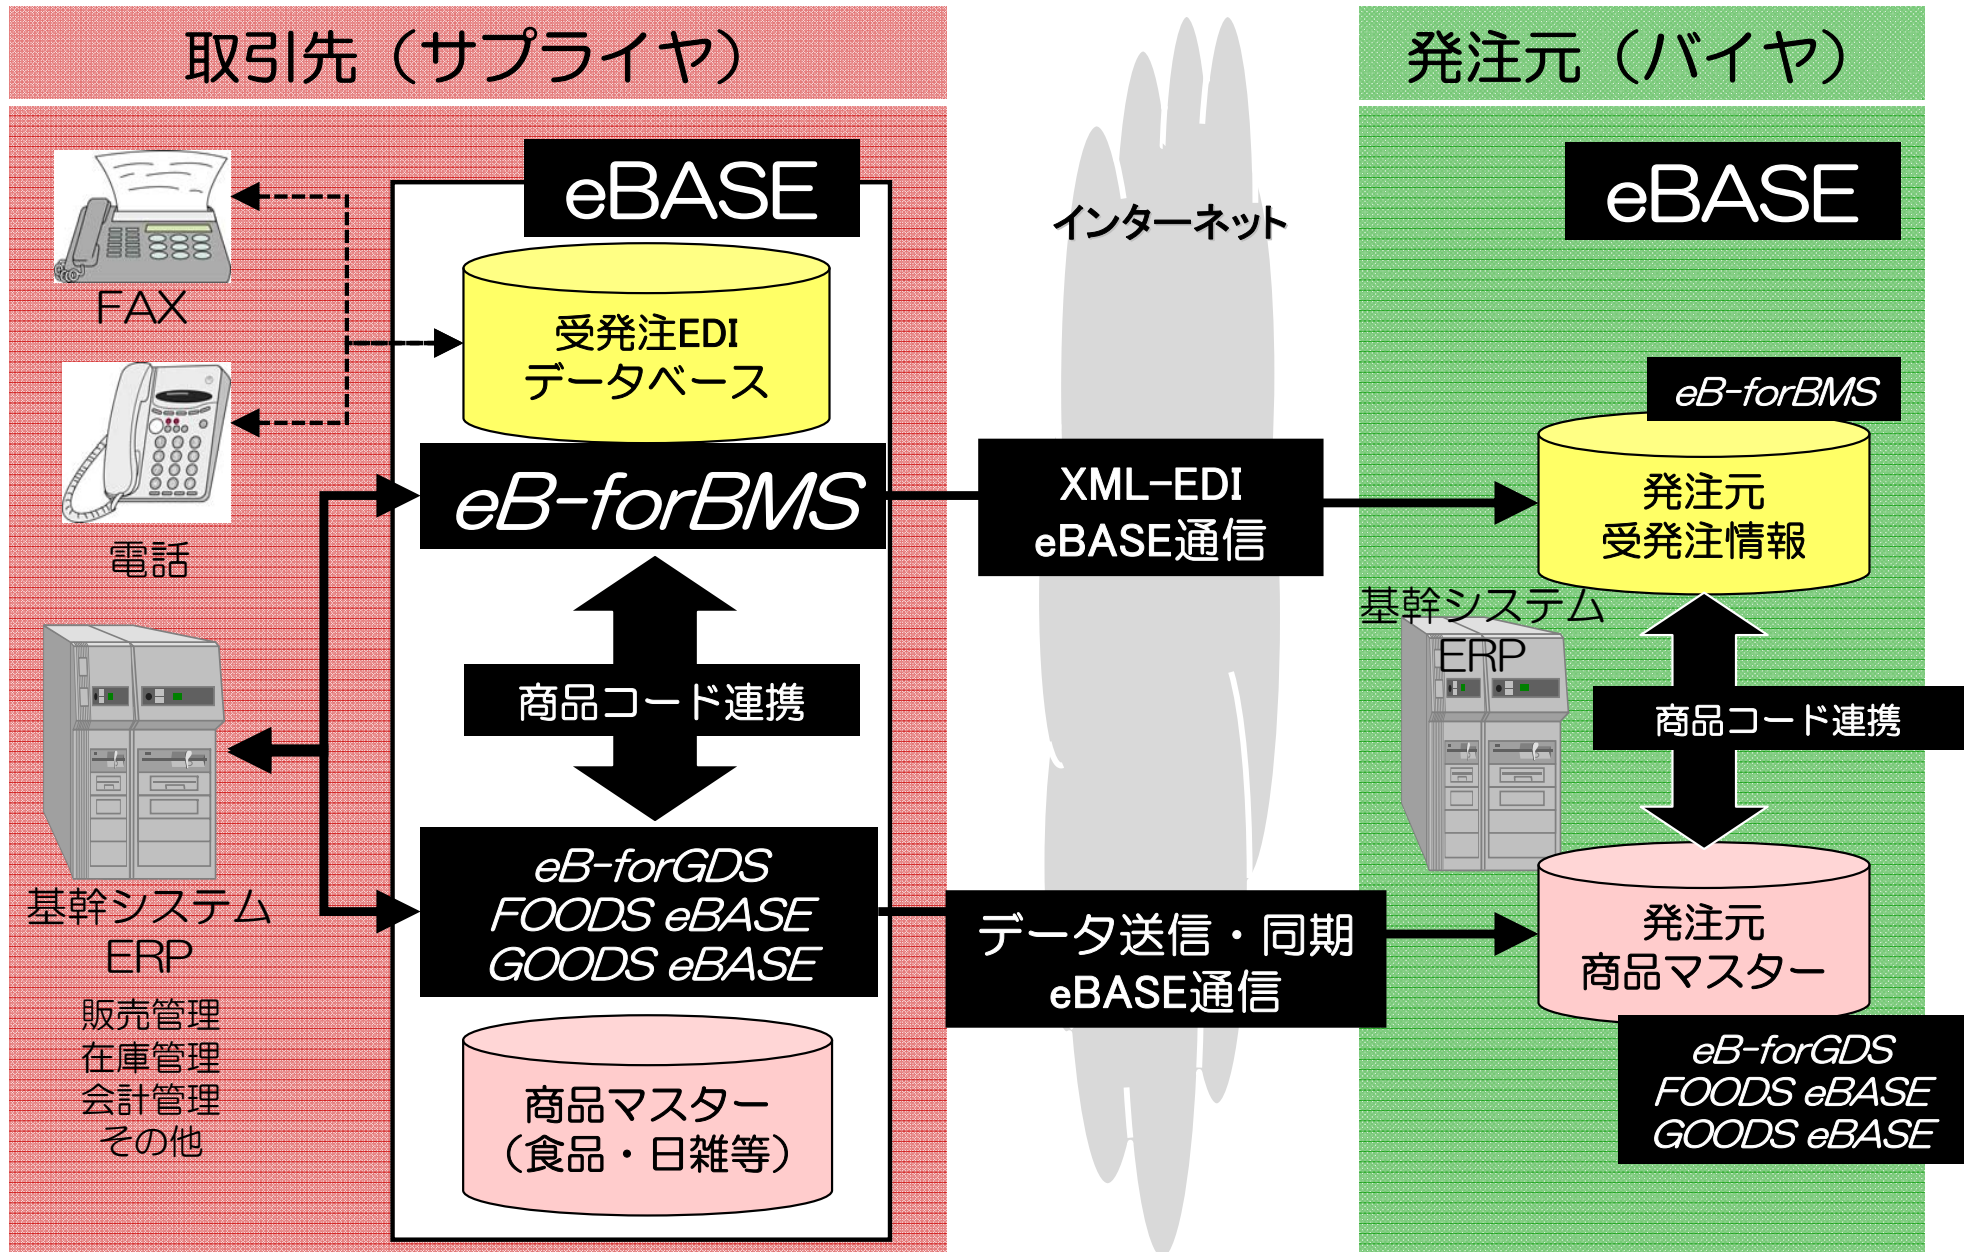 取引先（サプライヤ）
発注元（バイヤ）
eBASE
FAX
受発注EDI
データベース
電話
eB-forBMS
商品コード連携
eB-forGDS
FOODS eBASE
GOODS eBASE
基幹システム
ERP
販売管理
在庫管理
会計管理
その他
商品マスター
（食品・日雑等）
インターネット
XML-EDI
eBASE通信
データ送信・同期
eBASE通信
eBASE
eB-forBMS
発注元
受発注情報
基幹システム
ERP
商品コード連携
発注元
商品マスター
eB-forGDS
FOODS eBASE
GOODS eBASE